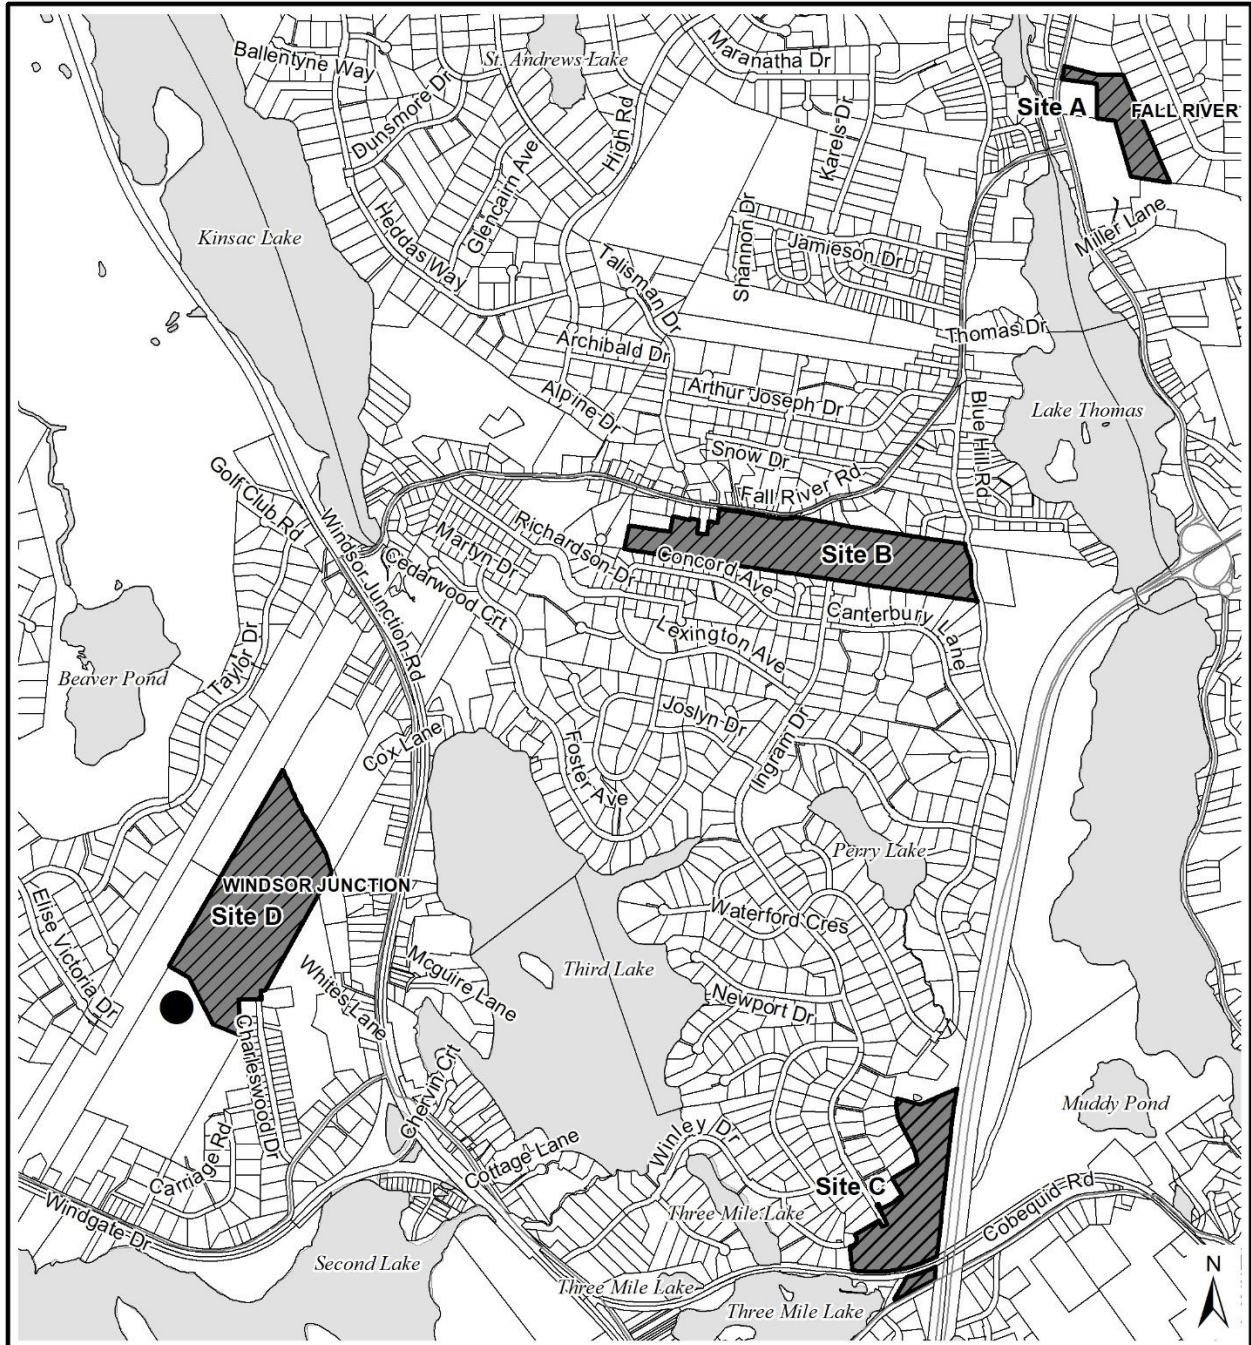 Ballentyne Way
St. Andrews Lake
Maranatha Dr
Dunsmore Dr
High Rd
Karels Dr
Site A
FALL RIVER
Glencairn Ave
Kinsac Lake
Heddas Way
Shannon Dr
Jamieson Dr
Miller Lane
Talisman Dr
Thomas Dr
Archibald Dr
Arthur Joseph Dr
Alpine Dr
Blue Hill Rd
Lake Thomas
Snow Dr
Fall River Rd
Golf Club Rd
Windsor Junction Rd
Martyn Dr
Richardson Dr
Cedarwood Crt
Concord Ave
Site B
Canterbury Lane
Lexington Ave
Beaver Pond
Taylor Dr
Joslyn Dr
Ingram Dr
Cox Lane
Foster Ave
Perry Lake
WINDSOR JUNCTION
Site D
Elise Victoria Dr
Waterford Cres
Whites Lane
Mcguire Lane
Third Lake
Newport Dr
Charleswood Dr
Chervin Crt
Muddy Pond
Carriage Rd
Cottage Lane
Winley Dr
Site C
Windgate Dr
Three Mile Lake
Cobequid Rd
Second Lake
Three Mile Lake
Three Mile Lake
N